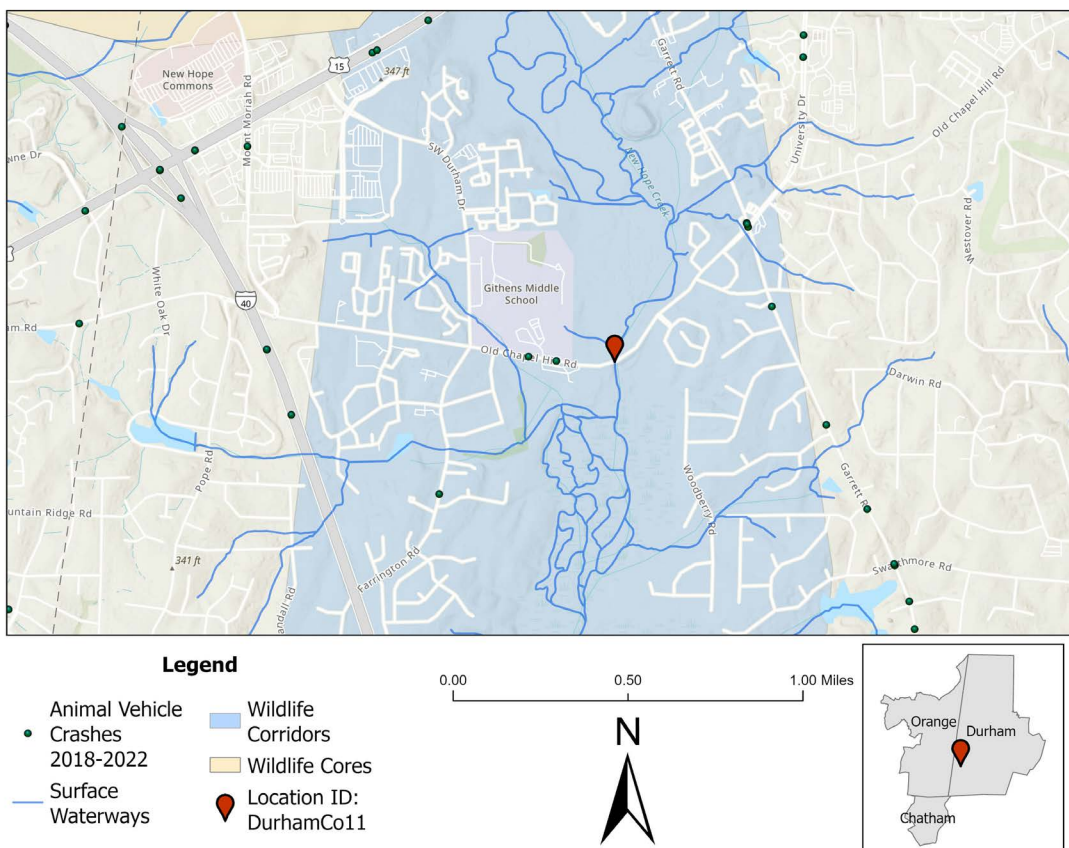 15
347 ft
New Hope
Commons
Mount Moriah Rd
Garrett Rd
University Dr
Old Chapel Hill Rd
wne Dr
SW Durham Dr
New Hope Creek
Westover Rd
White Oak Dr
Githens Middle
School
40
am Rd
Old Chapel Hill Rd
Darwin Rd
Pope Rd
Garrett R
Woodberry Rd
untain Ridge Rd
341 ft
Farrington Rd
Swarthmore Rd
andall Rd
Legend
Animal Vehicle
Crashes
2018-2022
Surface
Waterways
Wildlife
Corridors
Wildlife Cores
Location ID:
DurhamCo11
0.00
0.50
1.00 Miles
N
Orange
Durham
Chatham